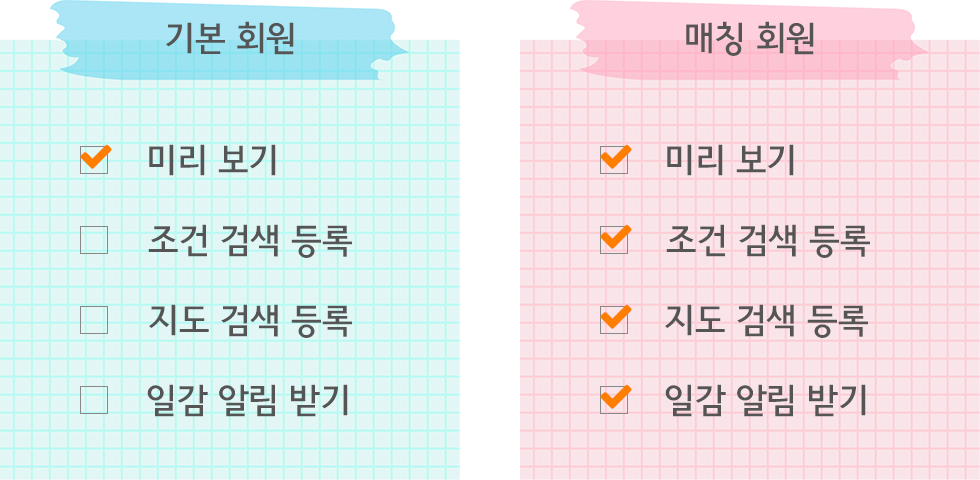 기본 회원
미리 보기
조건 검색 등록
지도 검색 등록
일감 알림 받기
매칭 회원
미리 보기
조건 검색 등록
지도 검색 등록
일감 알림 받기